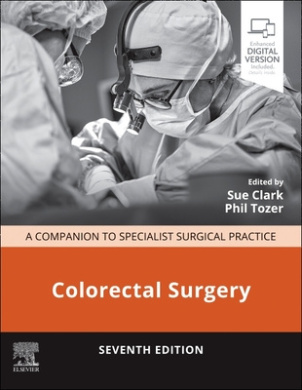 Enhanced
DIGITAL
VERSION
Included.
Edited by
Sue Clark
Phil Tozer
A COMPANION TO SPECIALIST SURGICAL PRACTICE
Colorectal Surgery
SEVENTH EDITION
ELSEVIER